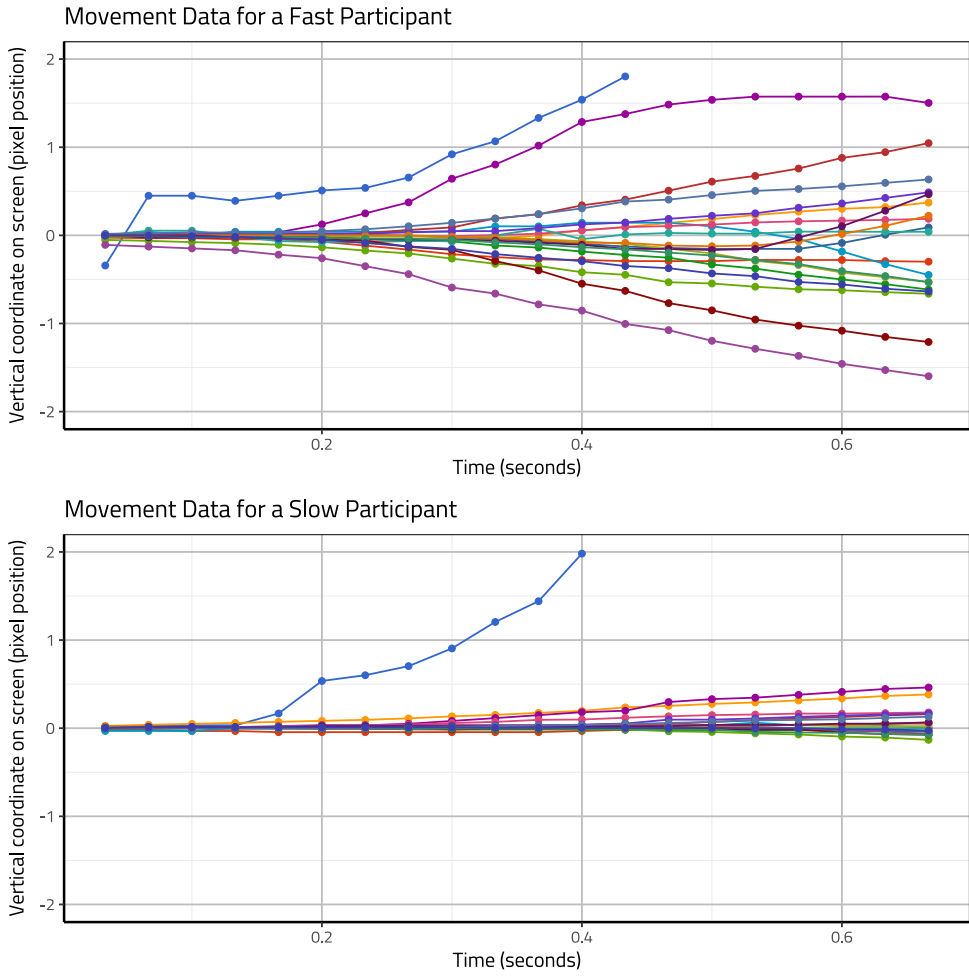 Movement Data for a Fast Participant
Vertical coordinate on screen (pixel position)
2
1
0
-1
-2
0.2
0.4
0.6
Time (seconds)
Movement Data for a Slow Participant
Vertical coordinate on screen (pixel position)
2
1
0
-1
-2
0.2
0.4
0.6
Time (seconds)